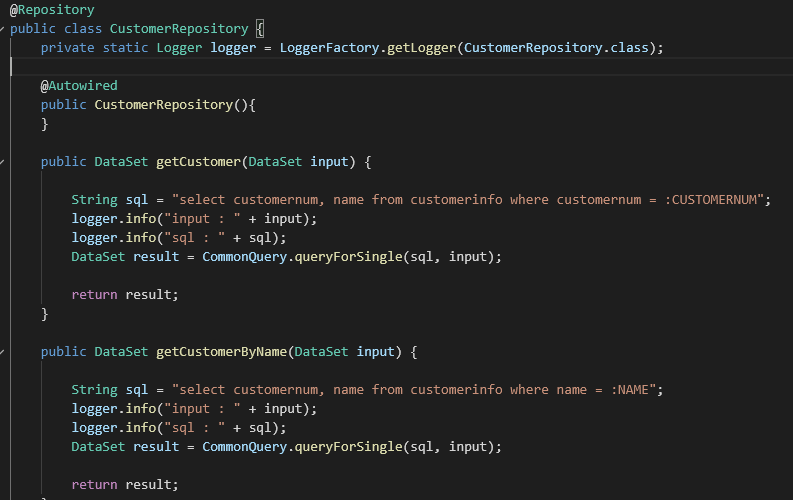 @Repository
public class CustomerRepository {
private static Logger logger = LoggerFactory.getLogger(CustomerRepository.class);
@Autowired
public CustomerRepository(){
}
public DataSet getCustomer(DataSet input) {
String sql = "select customernum, name from customerinfo where customernum = :CUSTOMERNUM";
logger.info("input : " + input);
logger.info("sql : " + sql);
DataSet result = CommonQuery.queryForSingle(sql, input);
return result;
}
public DataSet getCustomerByName(DataSet input) {
String sql = "select customernum, name from customerinfo where name = :NAME";
logger.info("input : " + input);
logger.info("sql : " + sql);
DataSet result = CommonQuery.queryForSingle(sql, input);
return result;